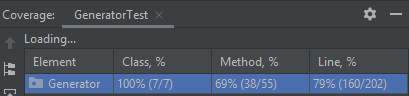 Coverage: GeneratorTest
Loading...
Element Class, % Method, % Line, %
Generator 100% (7/7) 69% (38/55) 79% (160/202)